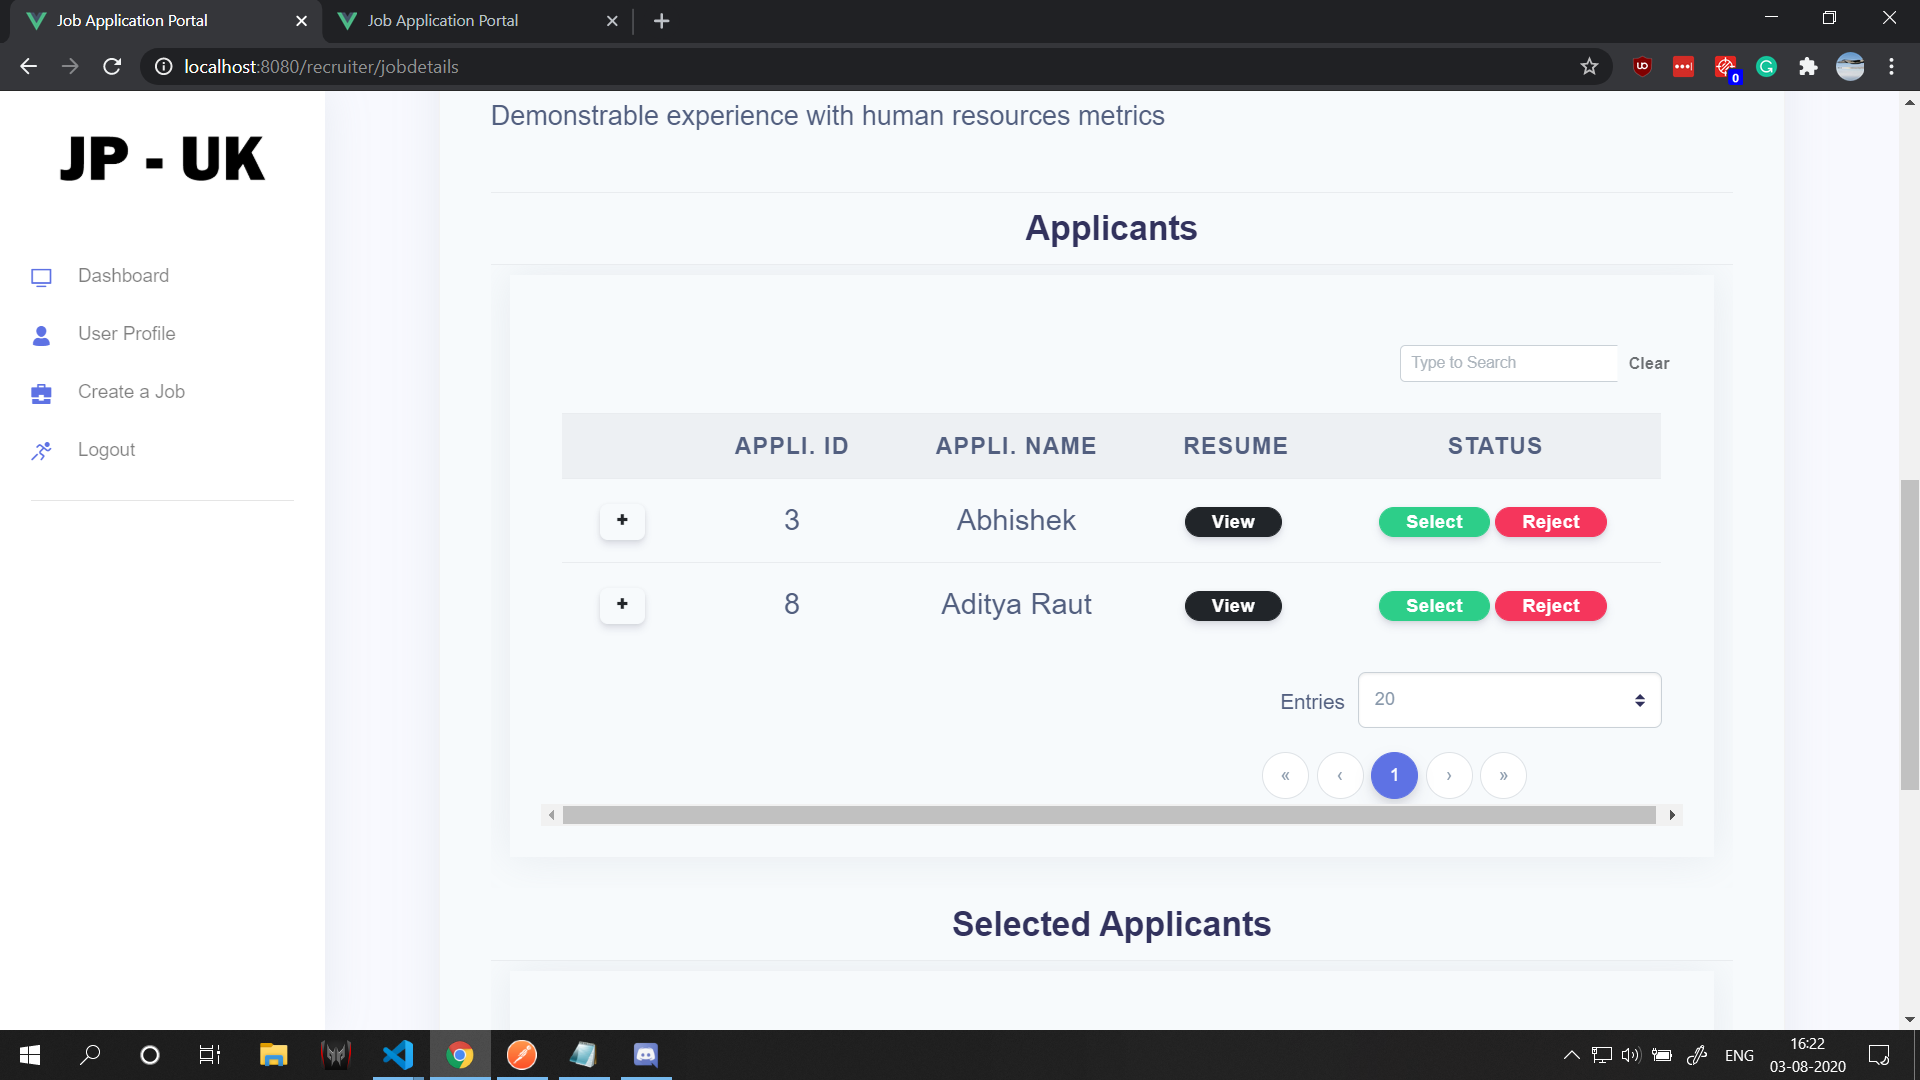 Job Application Portal
Job Application Portal
localhost:8080/recruiter/jobdetails
0
JP - UK
Dashboard
User Profile
Create a Job
Logout
Demonstrable experience with human resources metrics
Applicants
Type to Search Clear
APPLI. ID APPLI. NAME RESUME STATUS
+ 3 Abhishek View Select Reject
+ 8 Aditya Raut View Select Reject
Entries 20
« ‹ 1 › »
Selected Applicants
ENG
16:22
03-08-2020